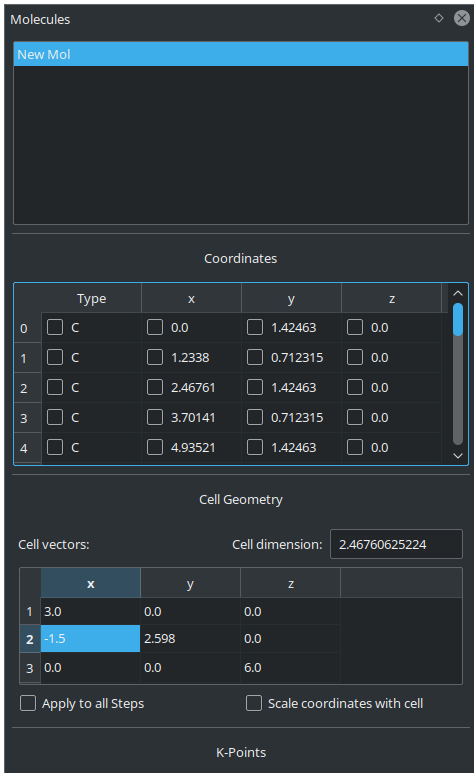 Molecules
New Mol
Coordinates
Type x y z
0 C 0.0 1.42463 0.0
1 C 1.2338 0.712315 0.0
2 C 2.46761 1.42463 0.0
3 C 3.70141 0.712315 0.0
4 C 4.93521 1.42463 0.0
Cell Geometry
Cell vectors: Cell dimension: 2.46760625224
x y z
1 3.0 0.0 0.0
2 -1.5 2.598 0.0
3 0.0 0.0 6.0
Apply to all Steps Scale coordinates with cell
K-Points